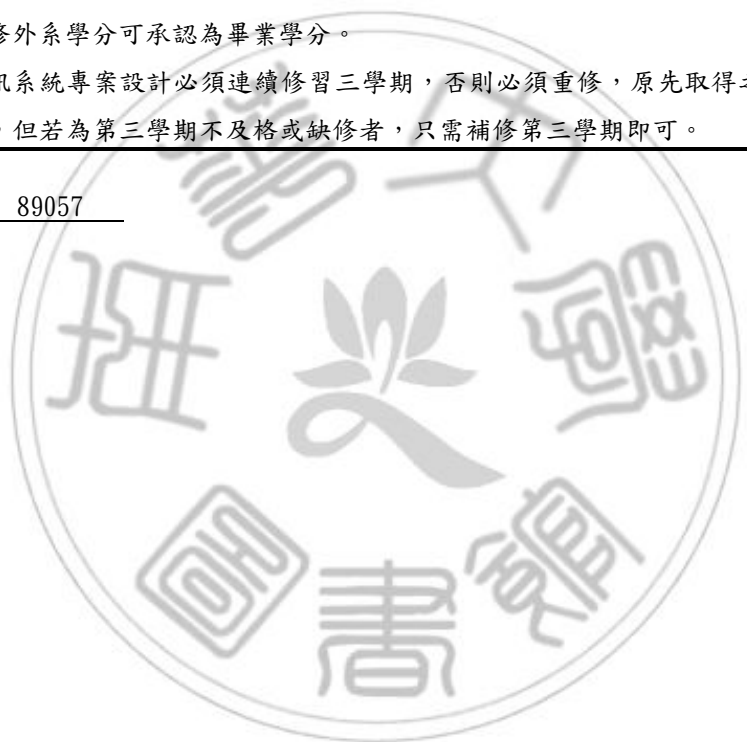 修外系學分可承認為畢業學分。
訊系統專案設計必須連續修習三學期，否則必須重修，原先取得
，但若為第三學期不及格或缺修者，只需補修第三學期即可。
89057